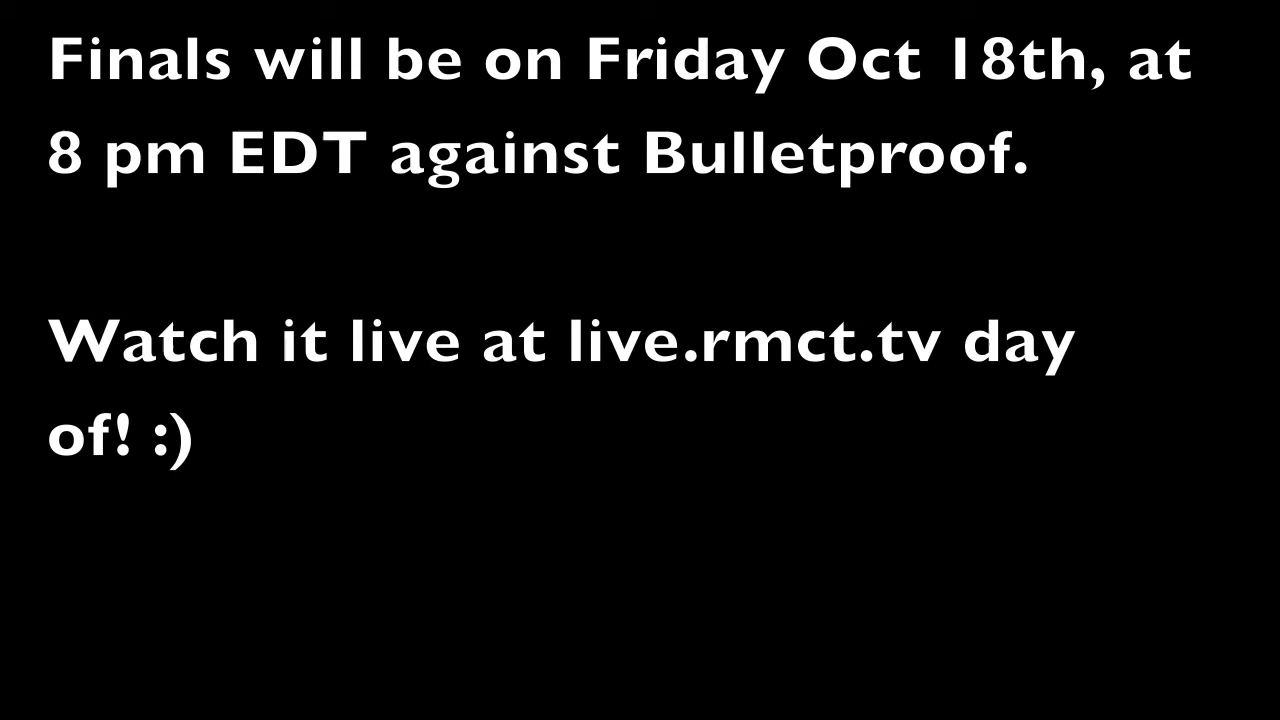 Finals will be on Friday Oct 18th, at
8 pm EDT against Bulletproof.
Watch it live at live.rmct.tv day
of! :)